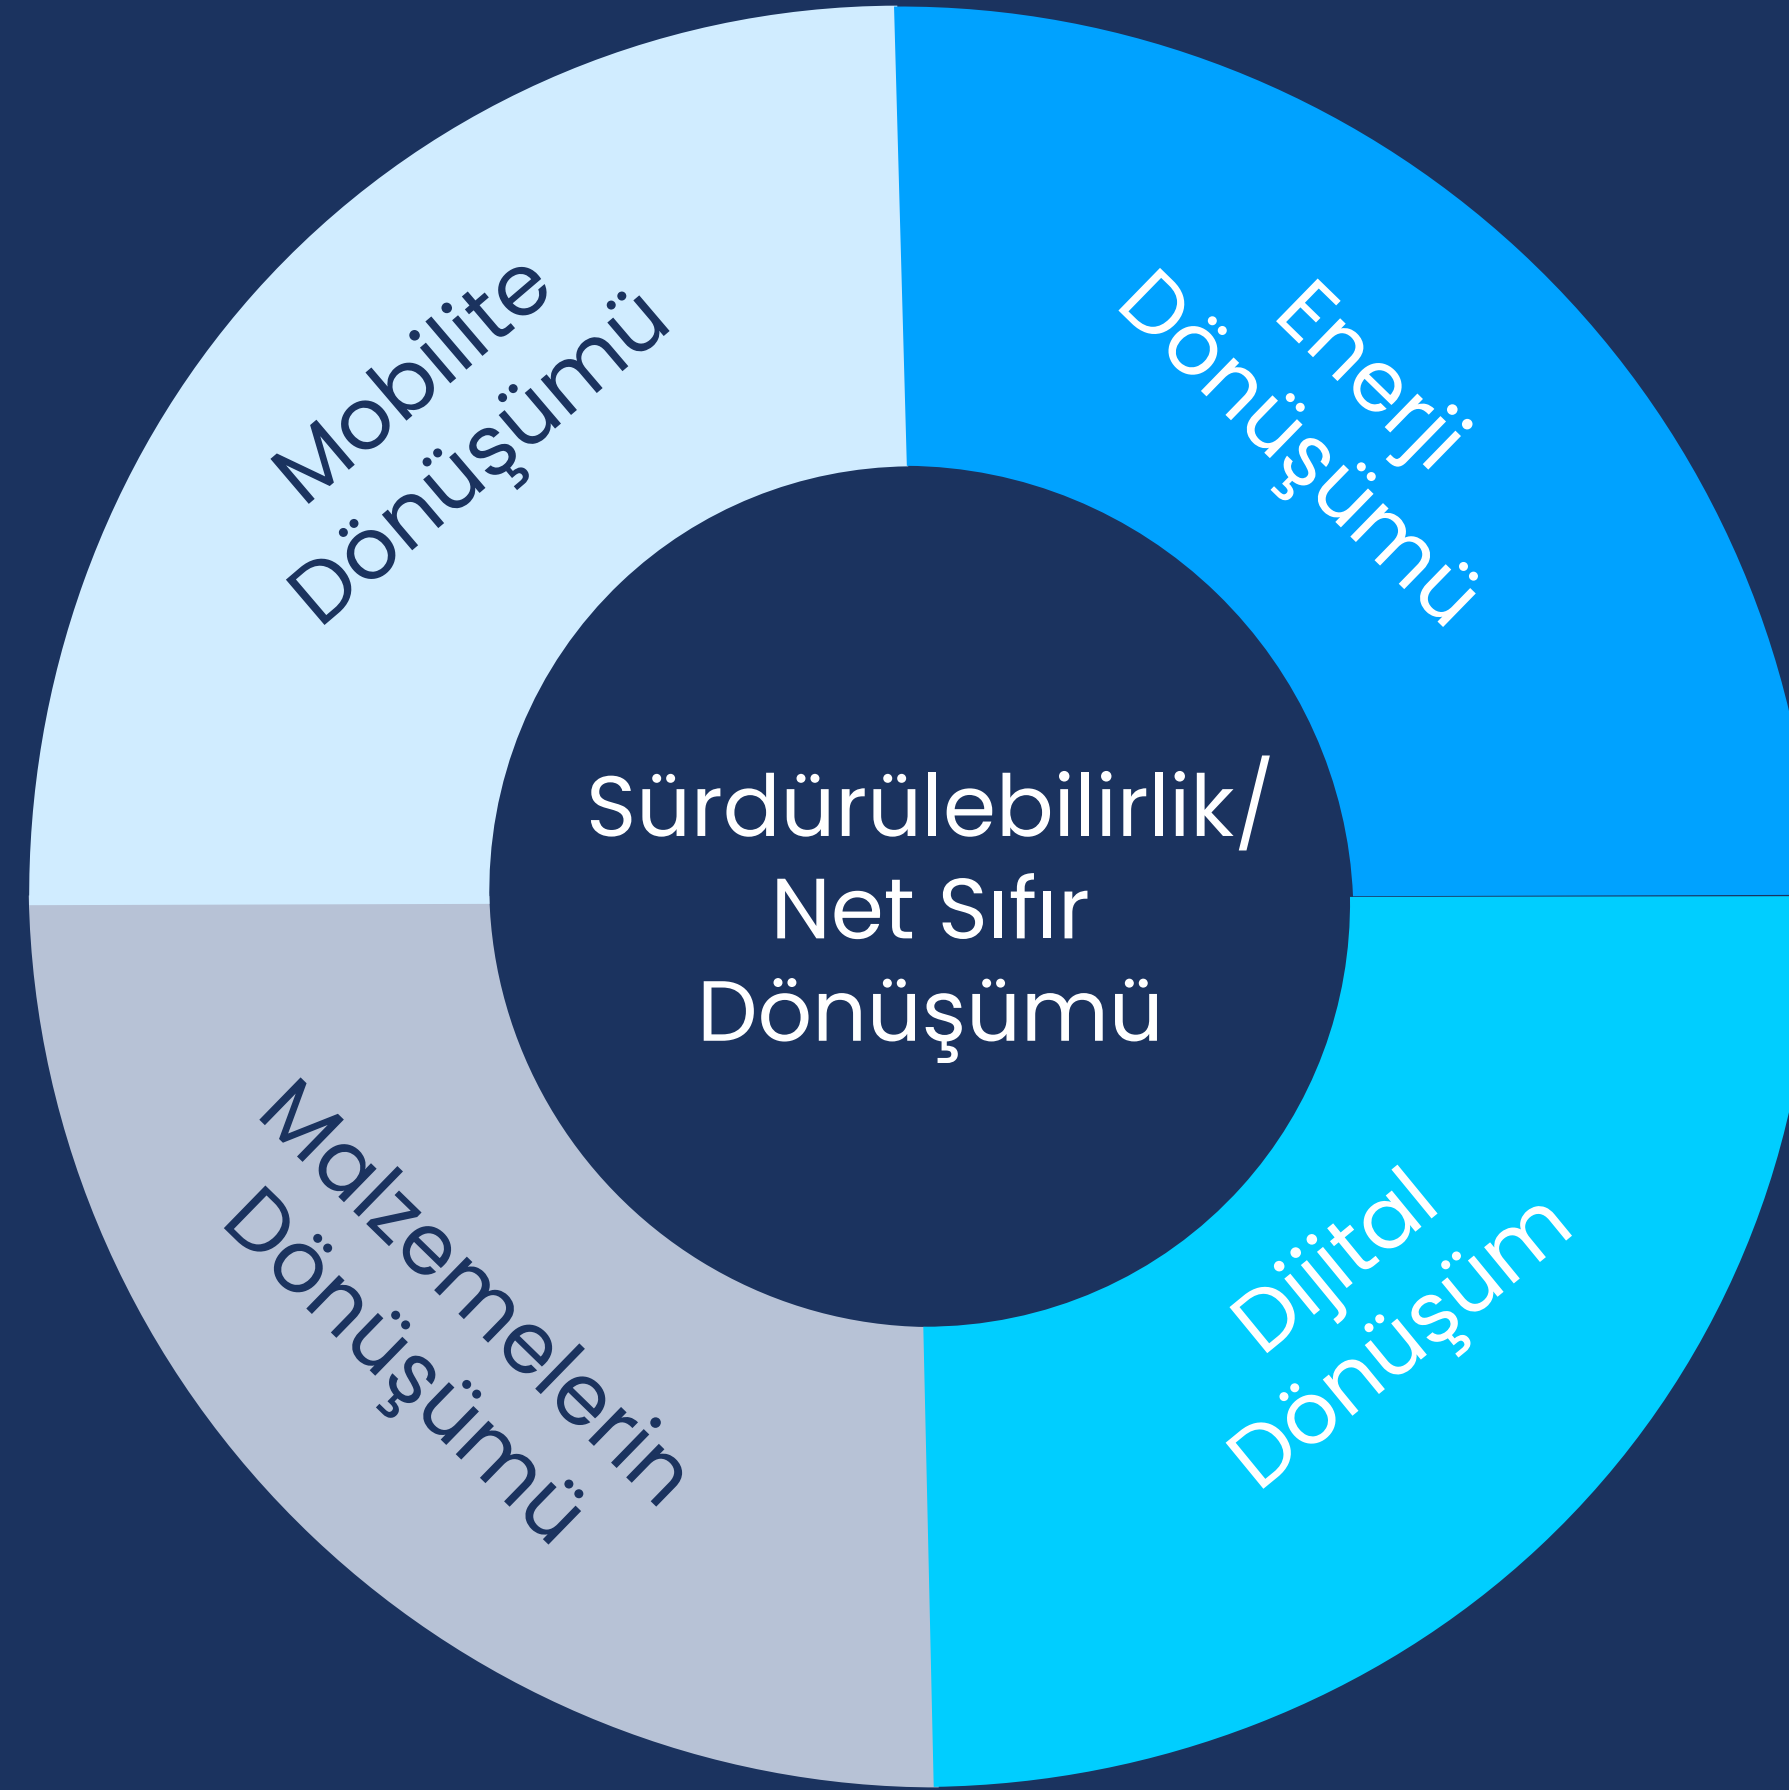 Mobilite
Dönüşümü
Enerji
Dönüşümü
Sürdürülebilirlik/
Net Sıfır
Dönüşümü
Malzemelerin
Dönüşümü
Dijital
Dönüşüm